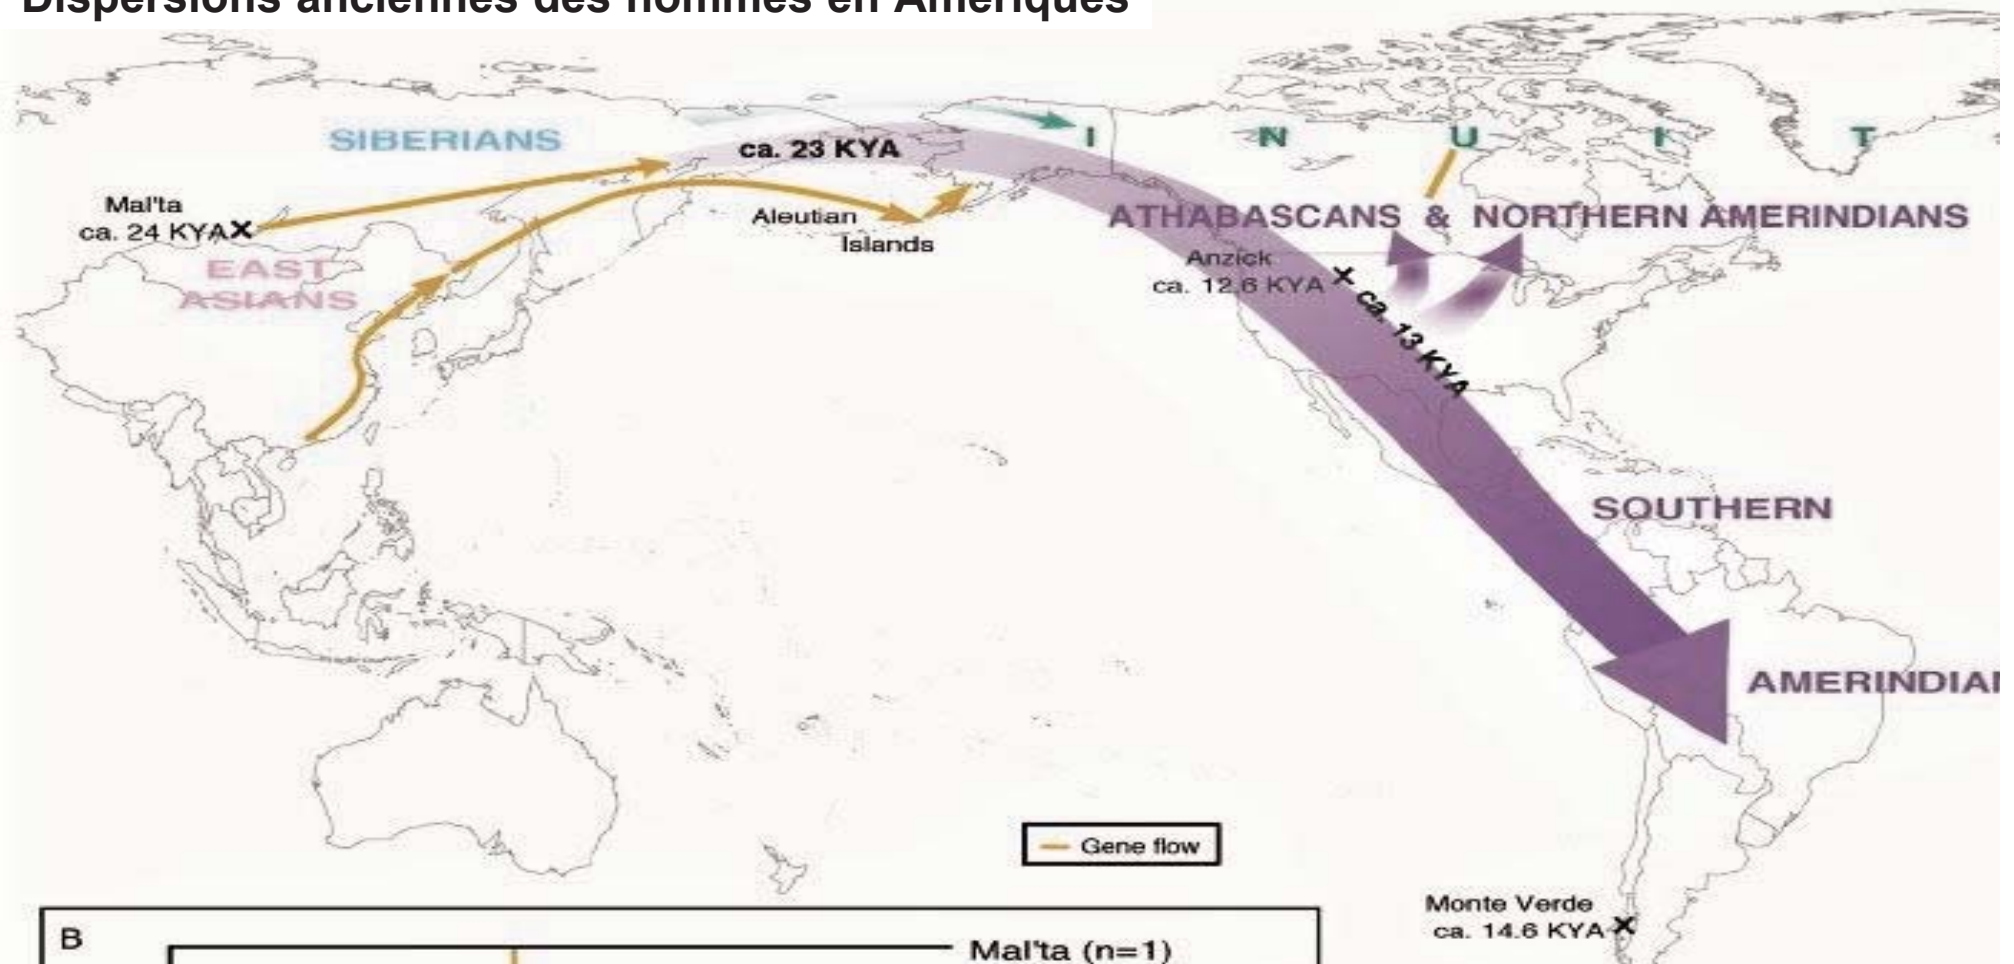 Dispersions anciennes des hommes en Amériques
SIBERIANS
ca. 23 KYA
I N U I T
Mal'ta
ca. 24 KYA
Aleutian
Islands
ATHABASCANS & NORTHERN AMERINDIANS
EAST
ASIANS
Anzick
ca. 12.6 KYA
ca. 13 KYA
SOUTHERN
AMERINDIAN
Gene flow
Monte Verde
ca. 14.6 KYA
B
Mal'ta (n=1)